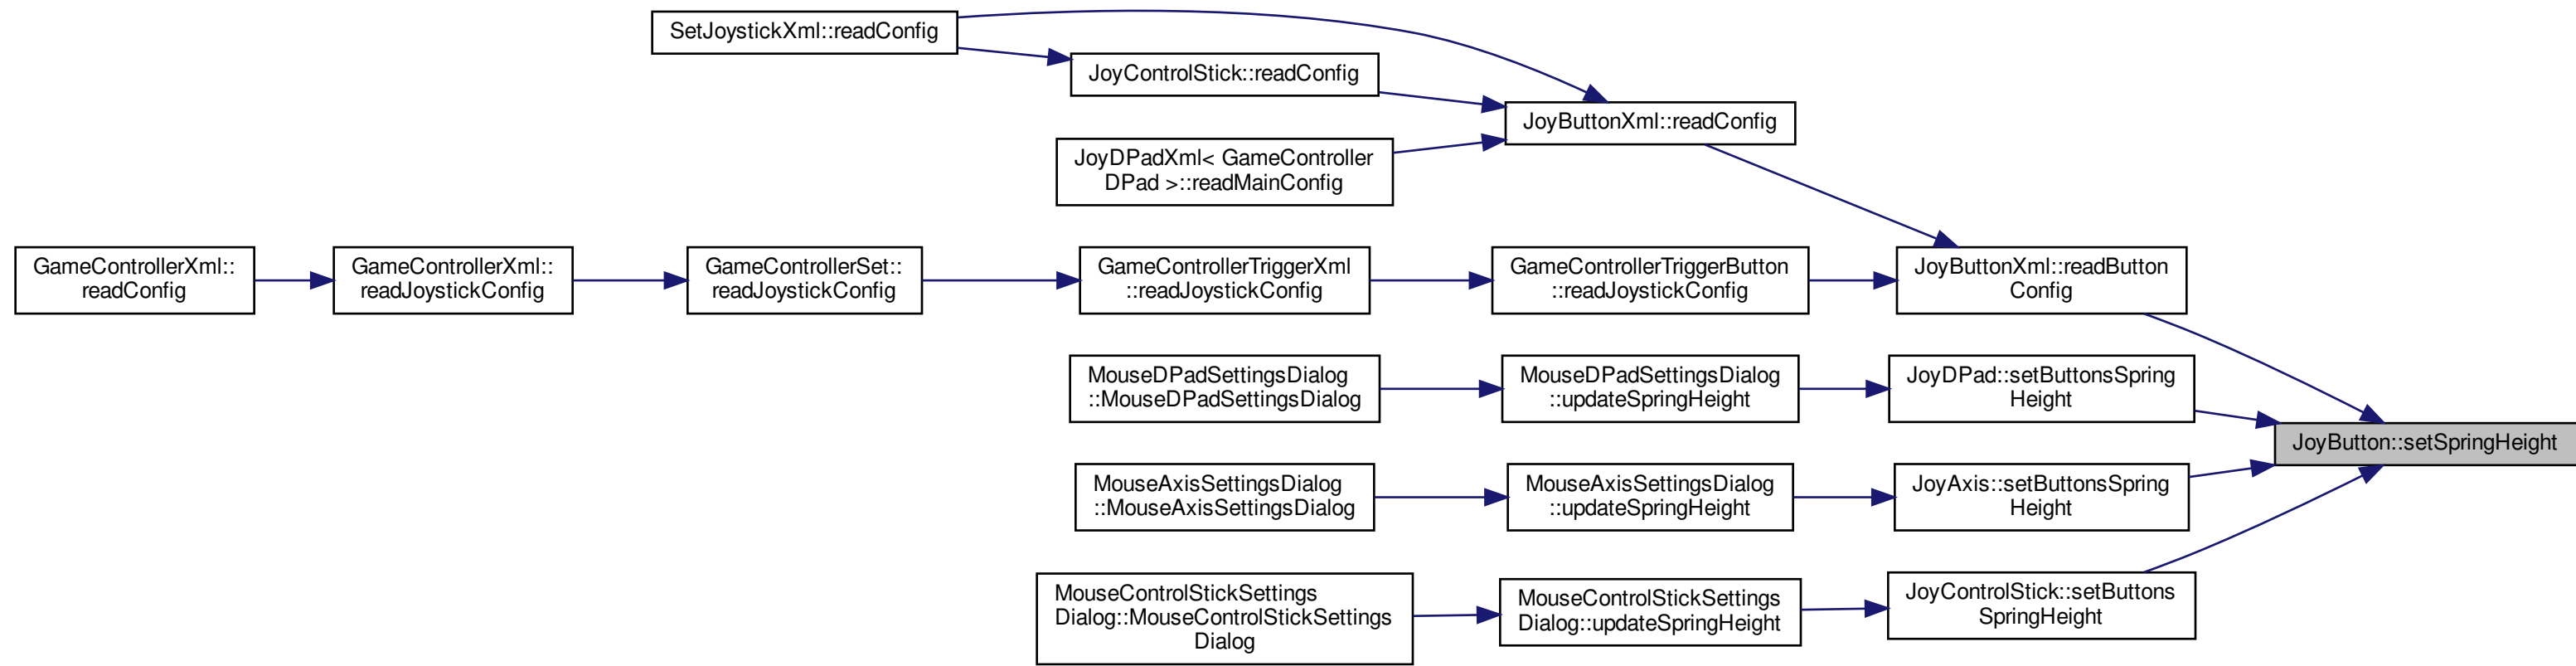 SetJoystickXml::readConfig
JoyControlStick::readConfig
JoyButtonXml::readConfig
JoyDPadXml< GameController
DPad >::readMainConfig
GameControllerXml::
readConfig
GameControllerXml::
readJoystickConfig
GameControllerSet::
readJoystickConfig
GameControllerTriggerXml
::readJoystickConfig
GameControllerTriggerButton
::readJoystickConfig
JoyButtonXml::readButton
Config
MouseDPadSettingsDialog
::MouseDPadSettingsDialog
MouseDPadSettingsDialog
::updateSpringHeight
JoyDPad::setButtonsSpring
Height
JoyButton::setSpringHeight
MouseAxisSettingsDialog
::MouseAxisSettingsDialog
MouseAxisSettingsDialog
::updateSpringHeight
JoyAxis::setButtonsSpring
Height
MouseControlStickSettings
Dialog::MouseControlStickSettings
Dialog
MouseControlStickSettings
Dialog::updateSpringHeight
JoyControlStick::setButtons
SpringHeight